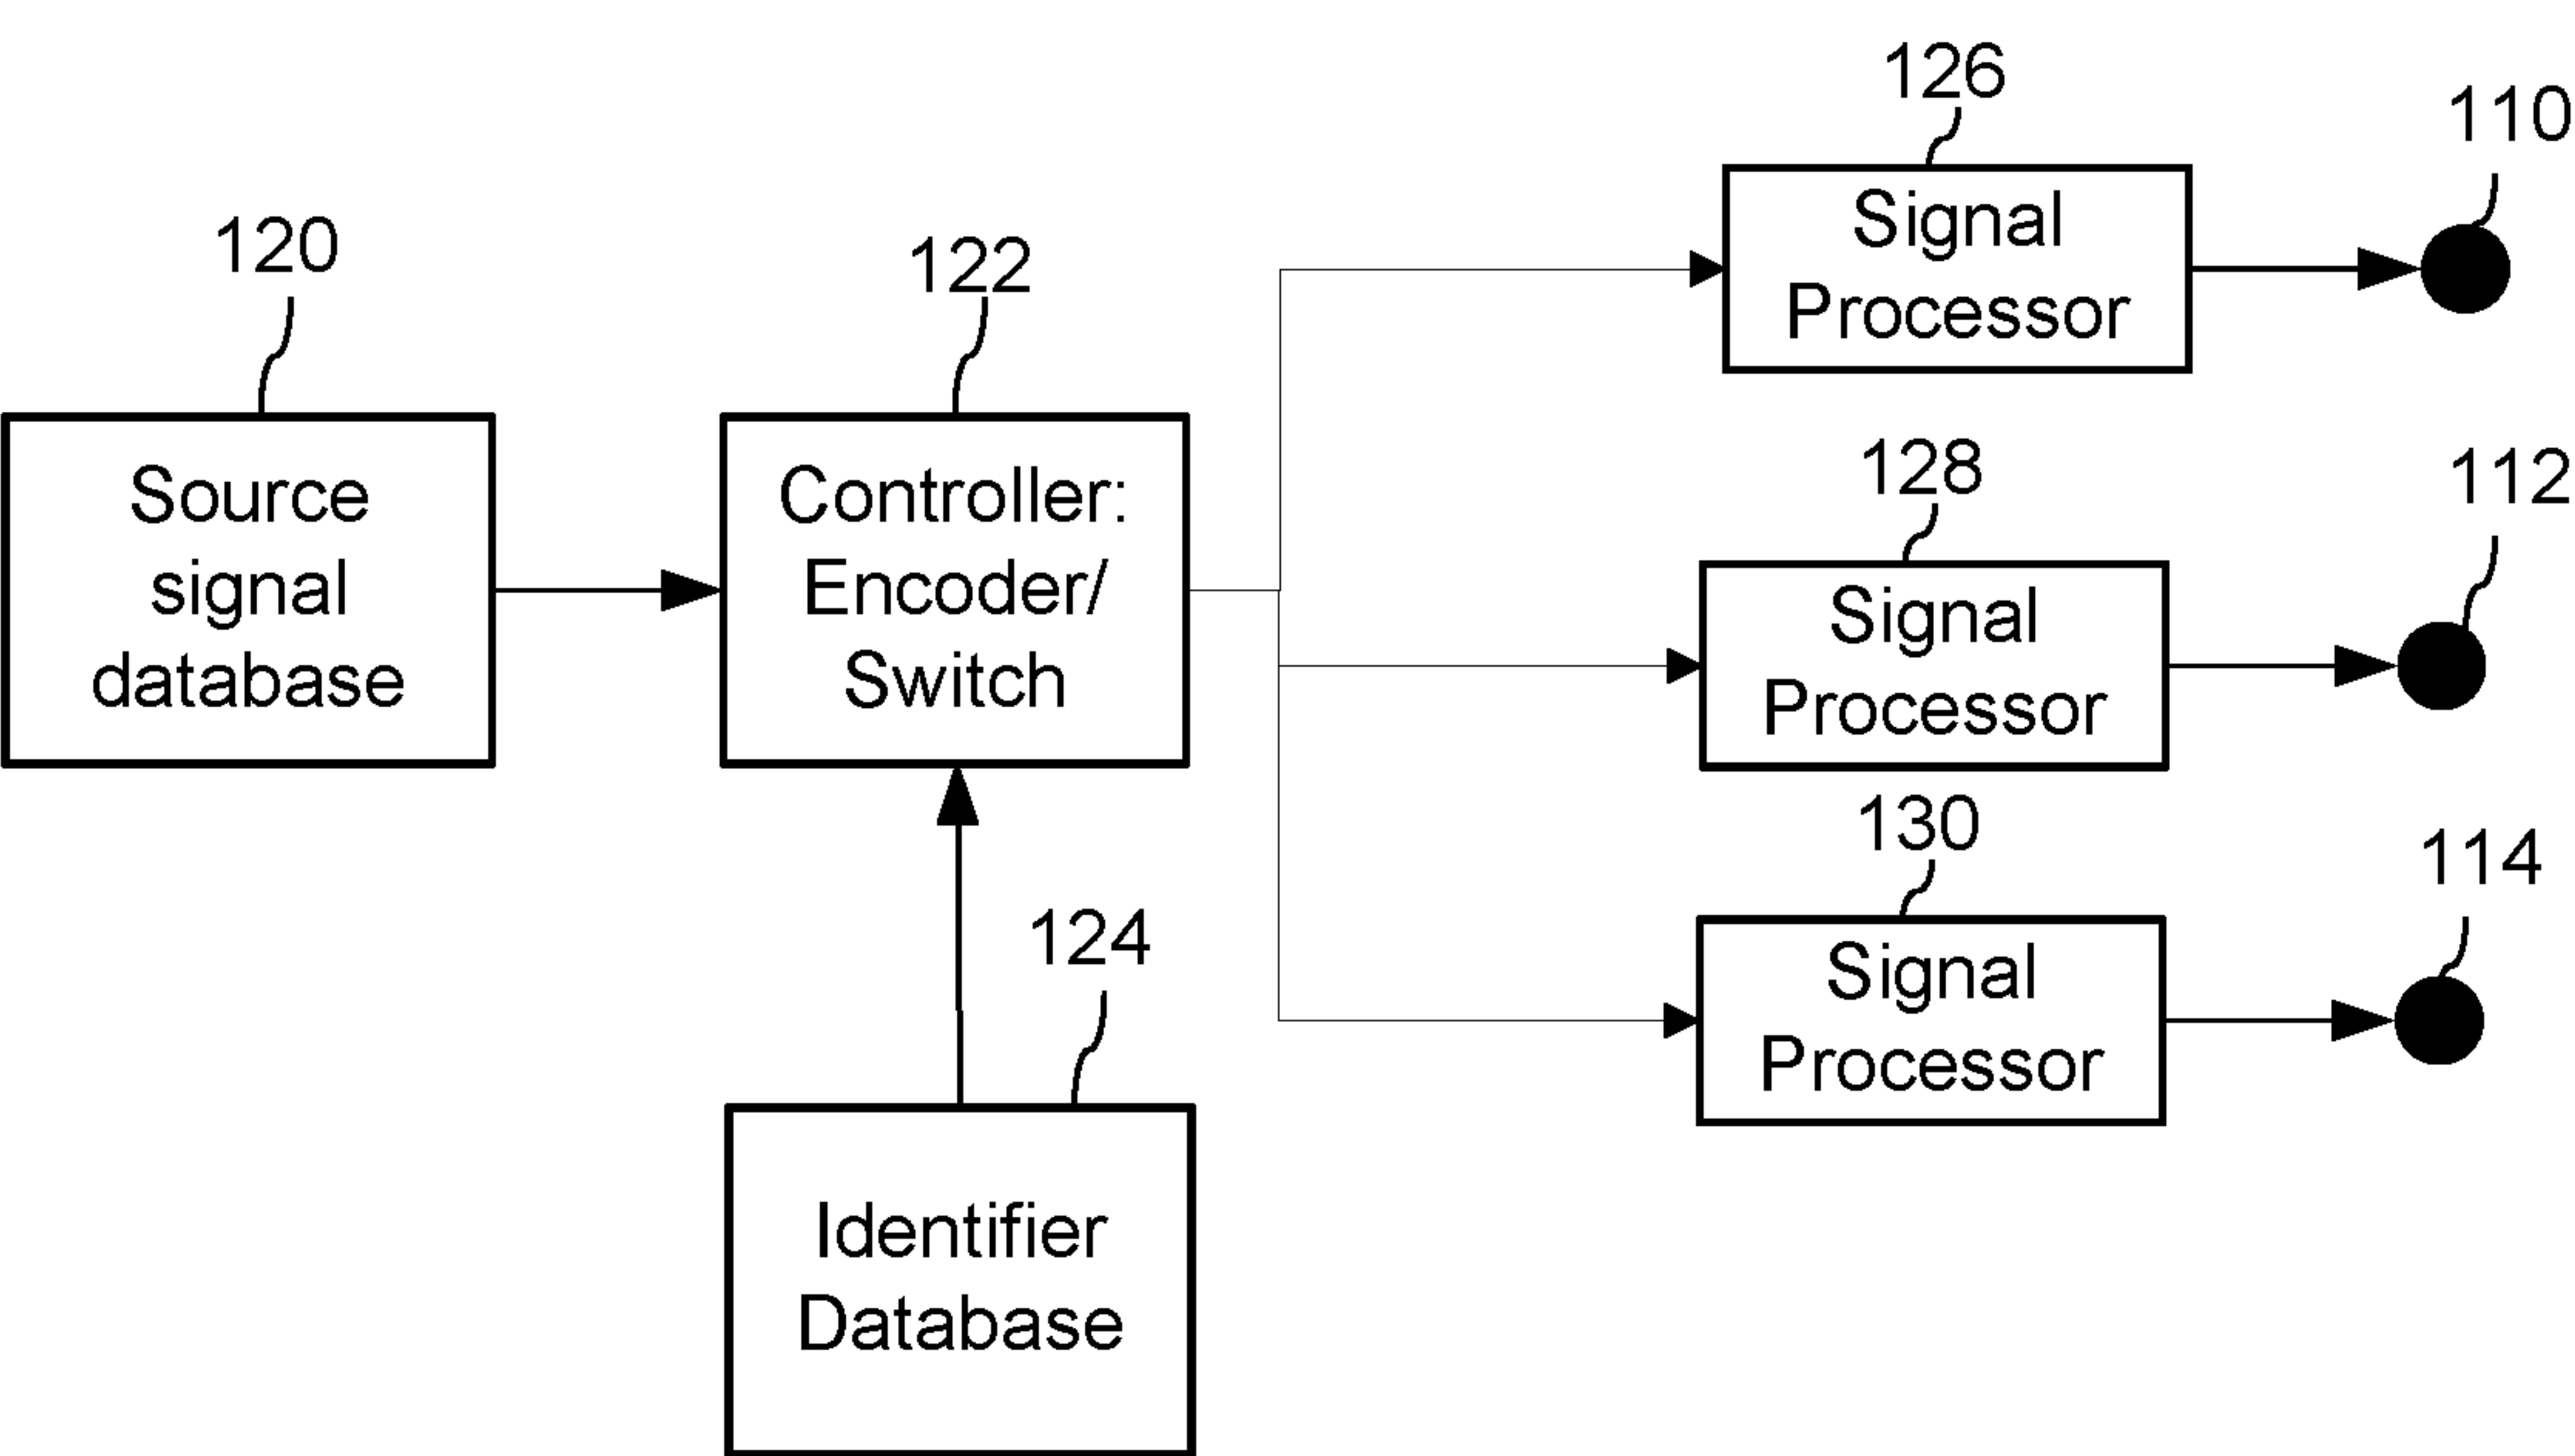 120
Source
signal
database
122
Controller:
Encoder/
Switch
124
Identifier
Database
126
Signal
Processor
110
128
Signal
Processor
112
130
Signal
Processor
114